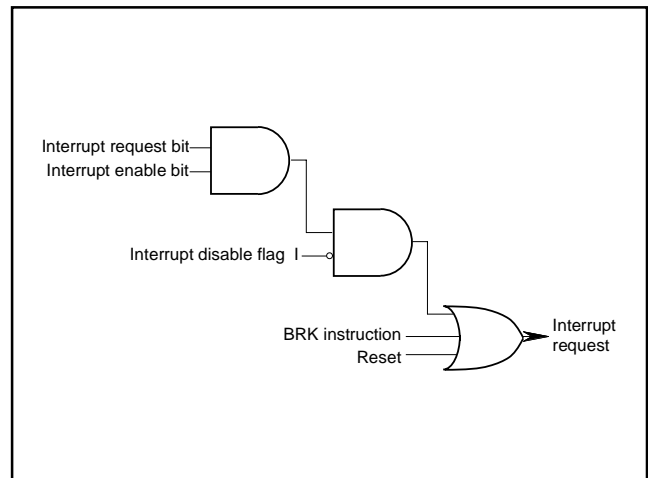 Interrupt request bit
Interrupt enable bit
Interrupt disable flag I
BRK instruction
Reset
Interrupt
request